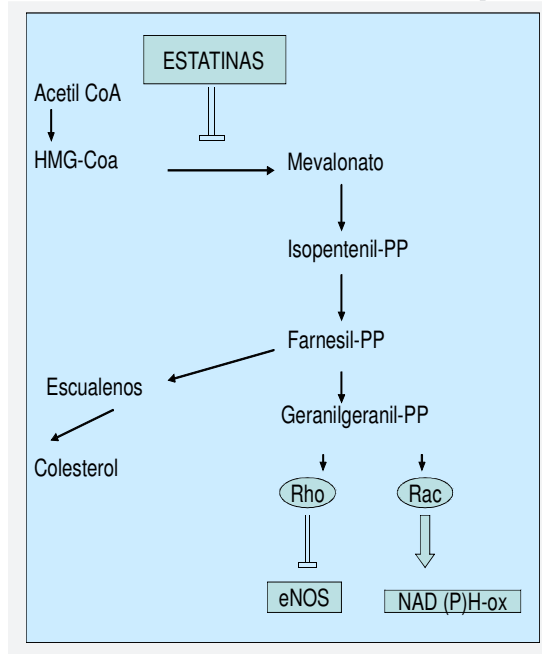 ESTATINAS
Acetil CoA
HMG-Coa
Mevalonato
Isopentenil-PP
Farnesil-PP
Escualenos
Geranilgeranil-PP
Colesterol
Rho
Rac
eNOS
NAD (P)H-ox